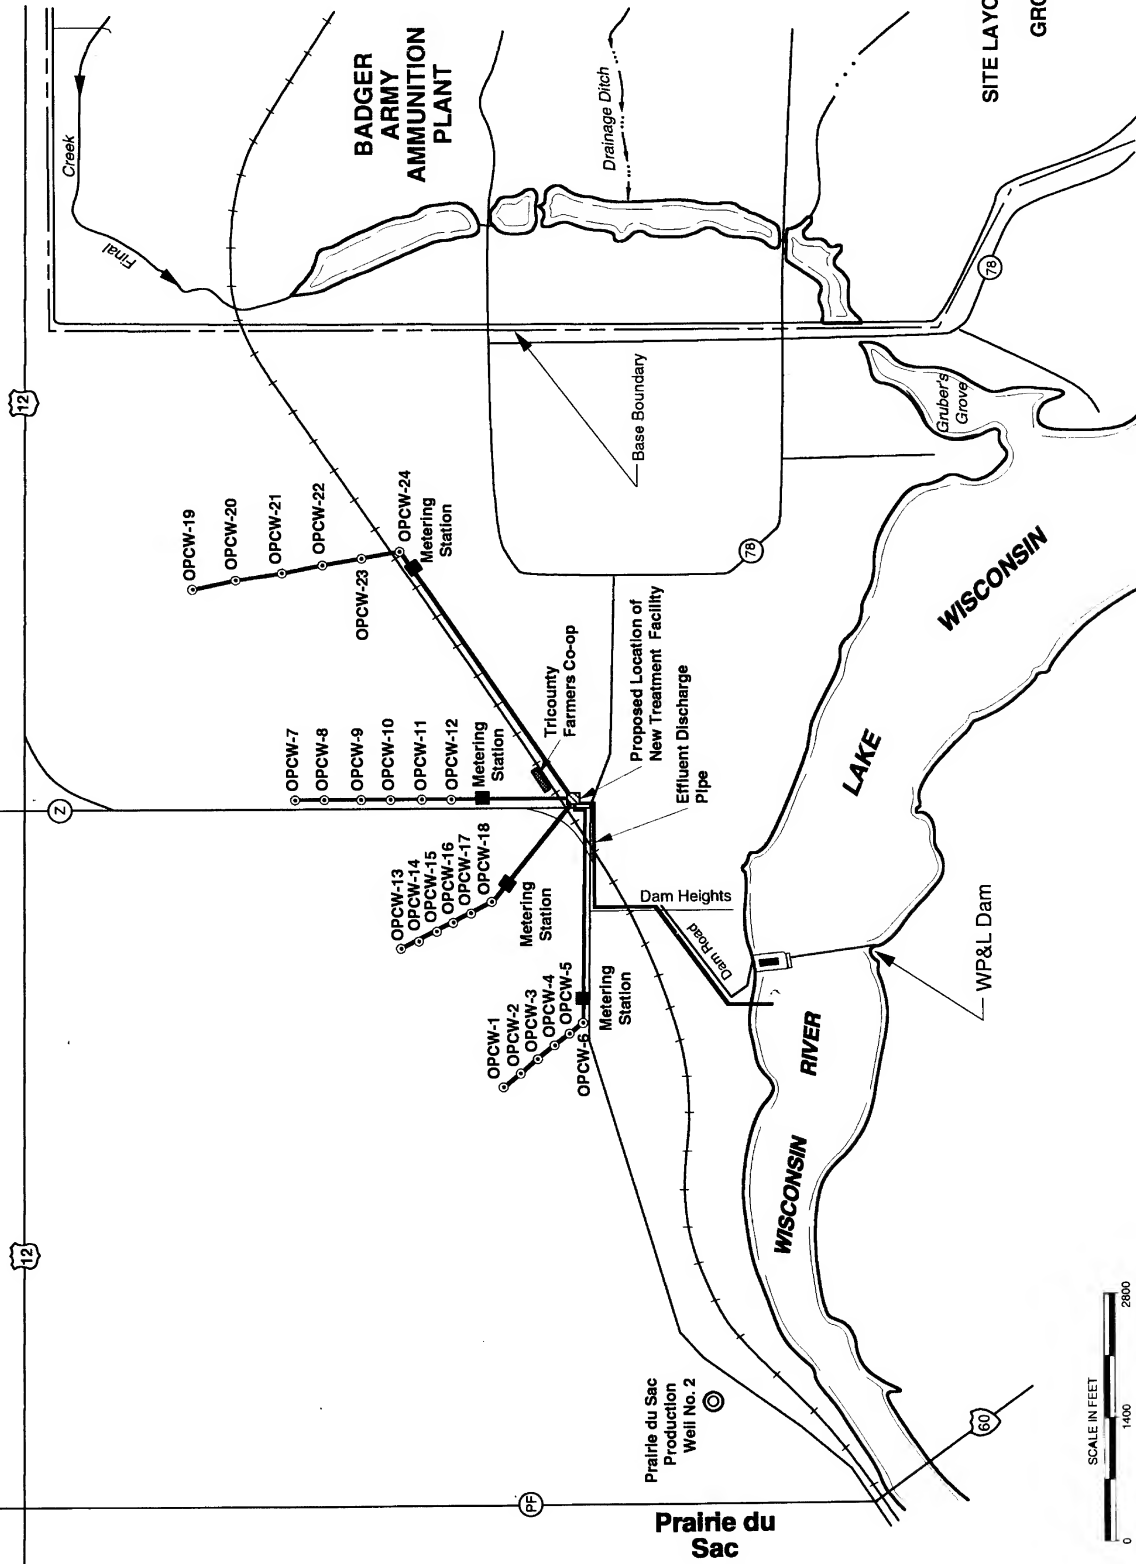 12
Creek
Final
BADGER
ARMY
AMMUNITION
PLANT
Drainage Ditch
SITE LAYO
GRO
78
12
Base Boundary
Gruber's
Grove
OPCW-19
OPCW-20
OPCW-21
OPCW-22
OPCW-23
OPCW-24
Metering
Station
78
WISCONSIN
LAKE
OPCW-7
OPCW-8
OPCW-9
OPCW-10
OPCW-11
OPCW-12
Metering
Station
Tricounty
Farmers Co-op
Proposed Location of
New Treatment Facility
Effluent Discharge
Pipe
Z
OPCW-13
OPCW-14
OPCW-15
OPCW-16
OPCW-17
OPCW-18
Metering
Station
Dam Heights
Dam Road
WP&L Dam
OPCW-1
OPCW-2
OPCW-3
OPCW-4
OPCW-5
OPCW-6
Metering
Station
RIVER
WISCONSIN
Prairie du Sac
Production
Well No. 2
60
PF
Prairie du
Sac
SCALE IN FEET
0 1400 2800